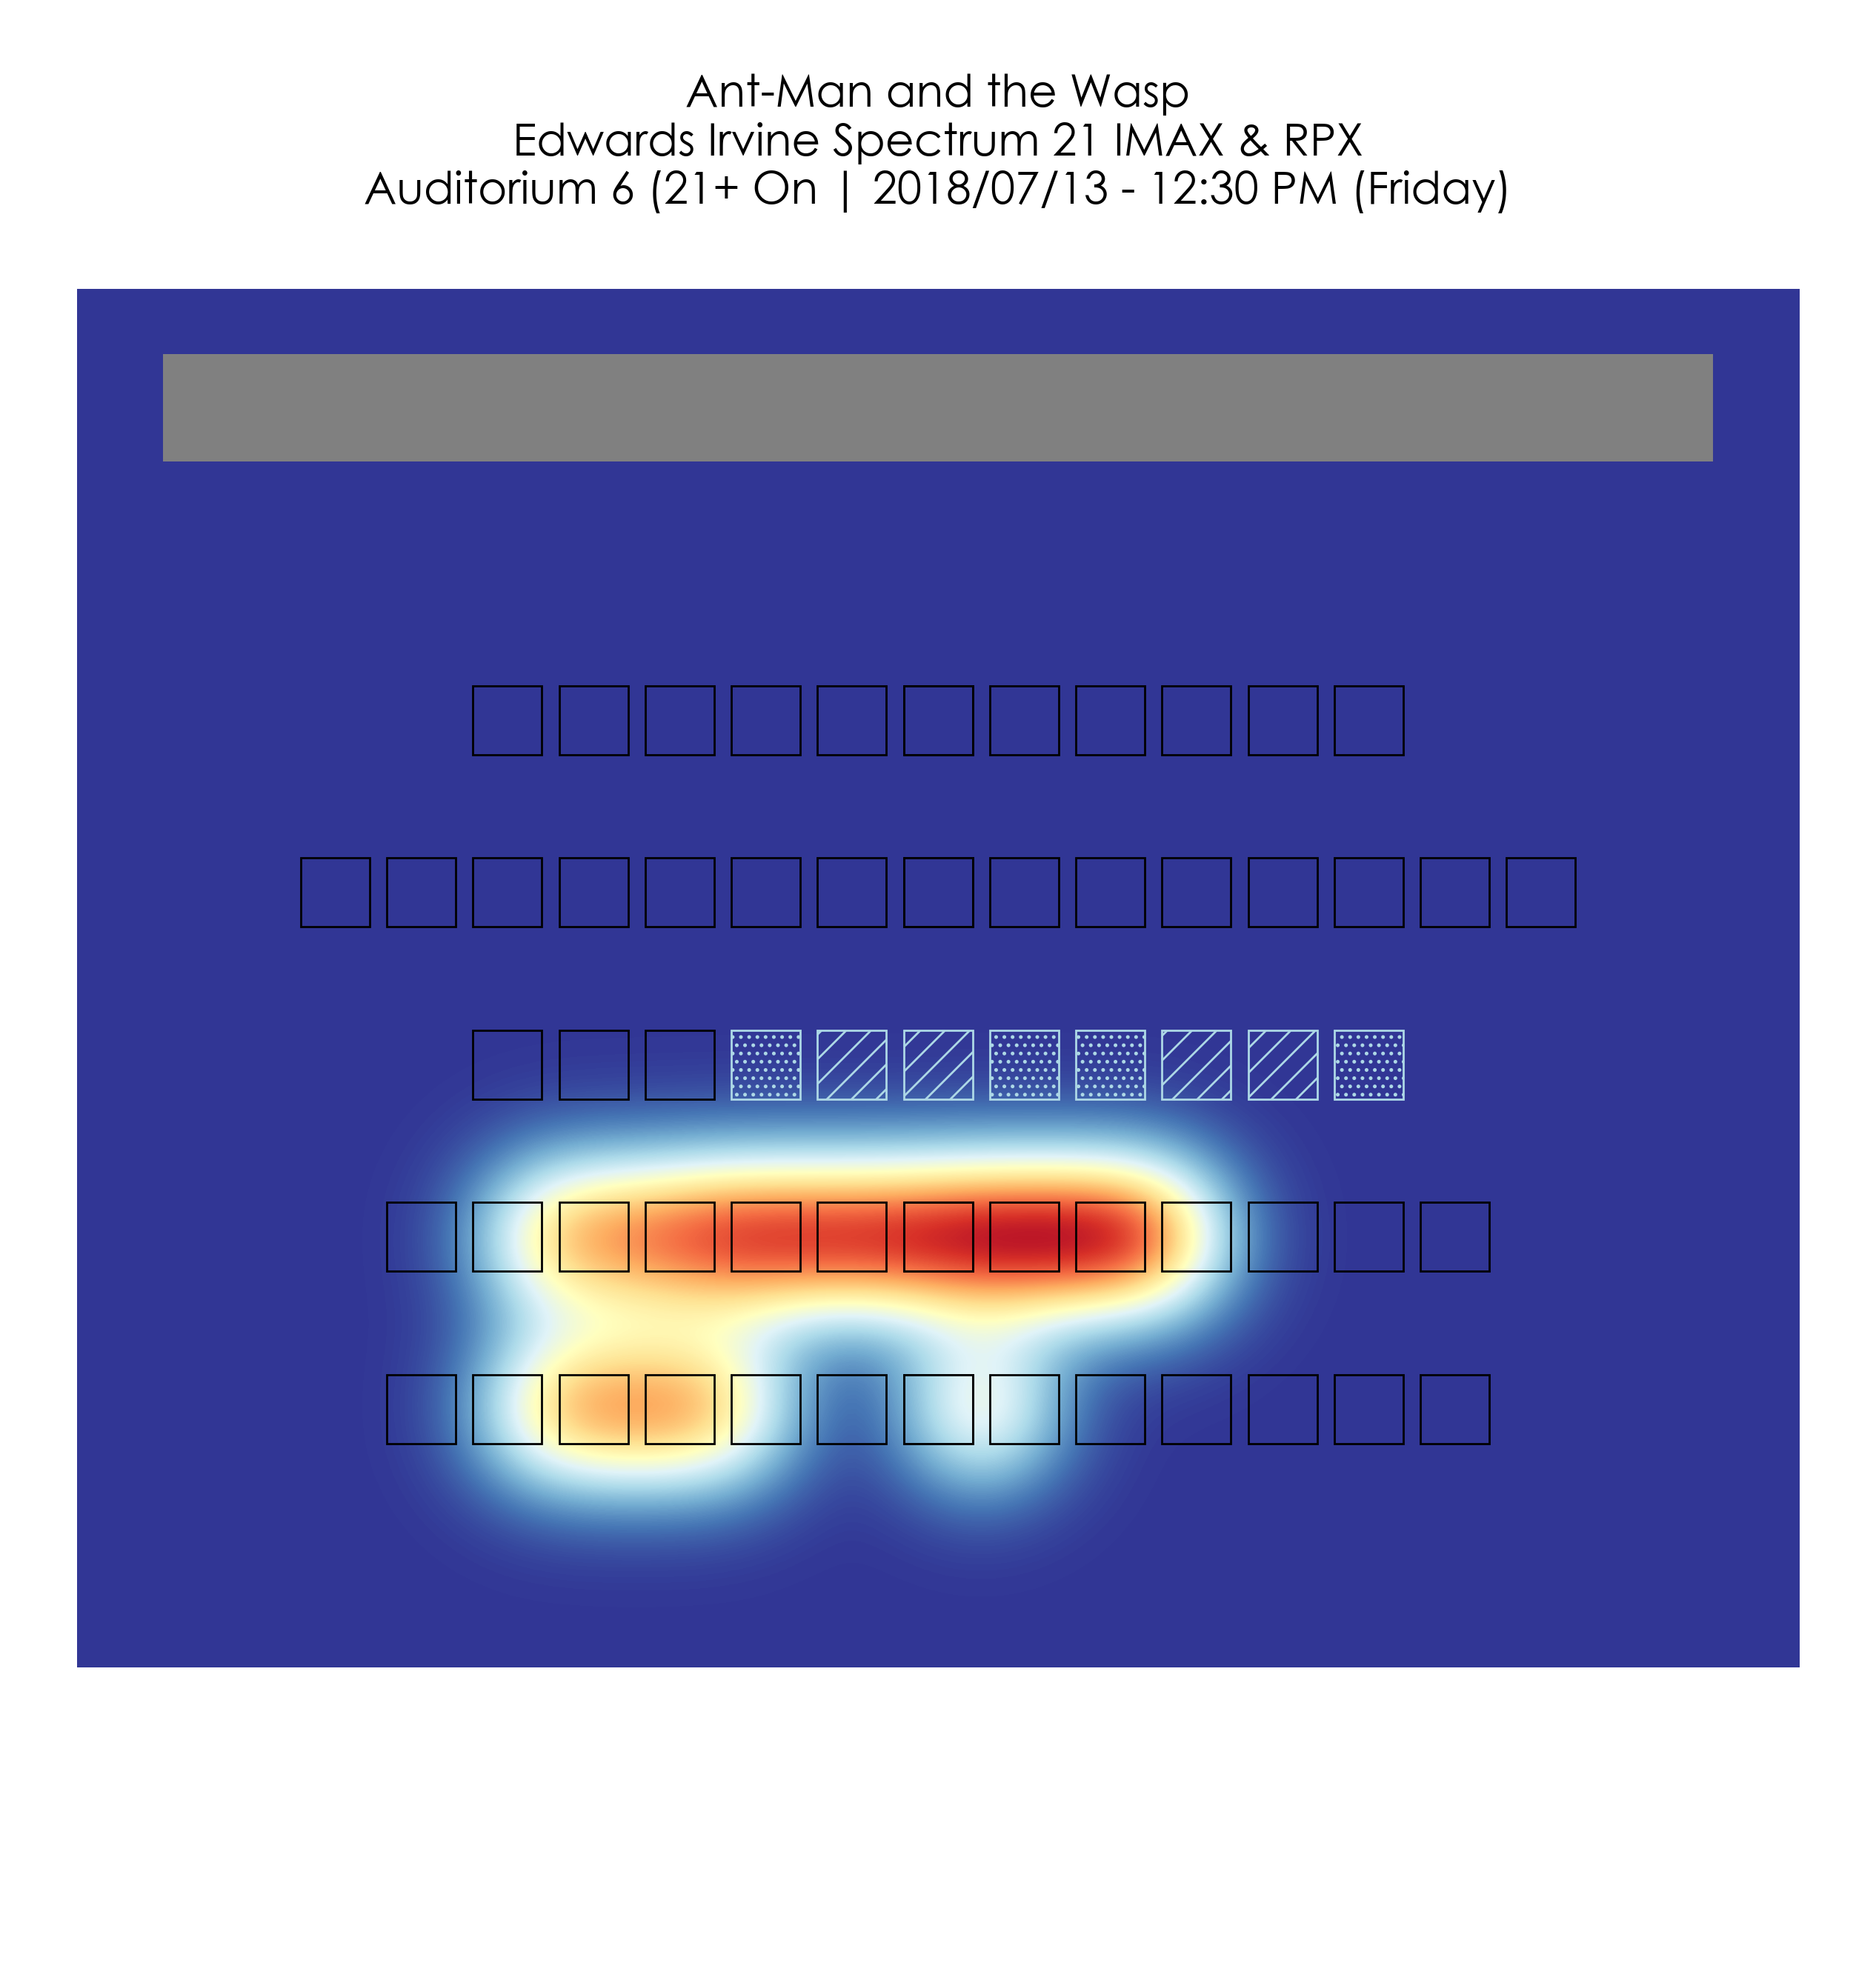 Ant-Man and the Wasp
Edwards Irvine Spectrum 21 IMAX & RPX
Auditorium 6 (21+ On | 2018/07/13 - 12:30 PM (Friday)